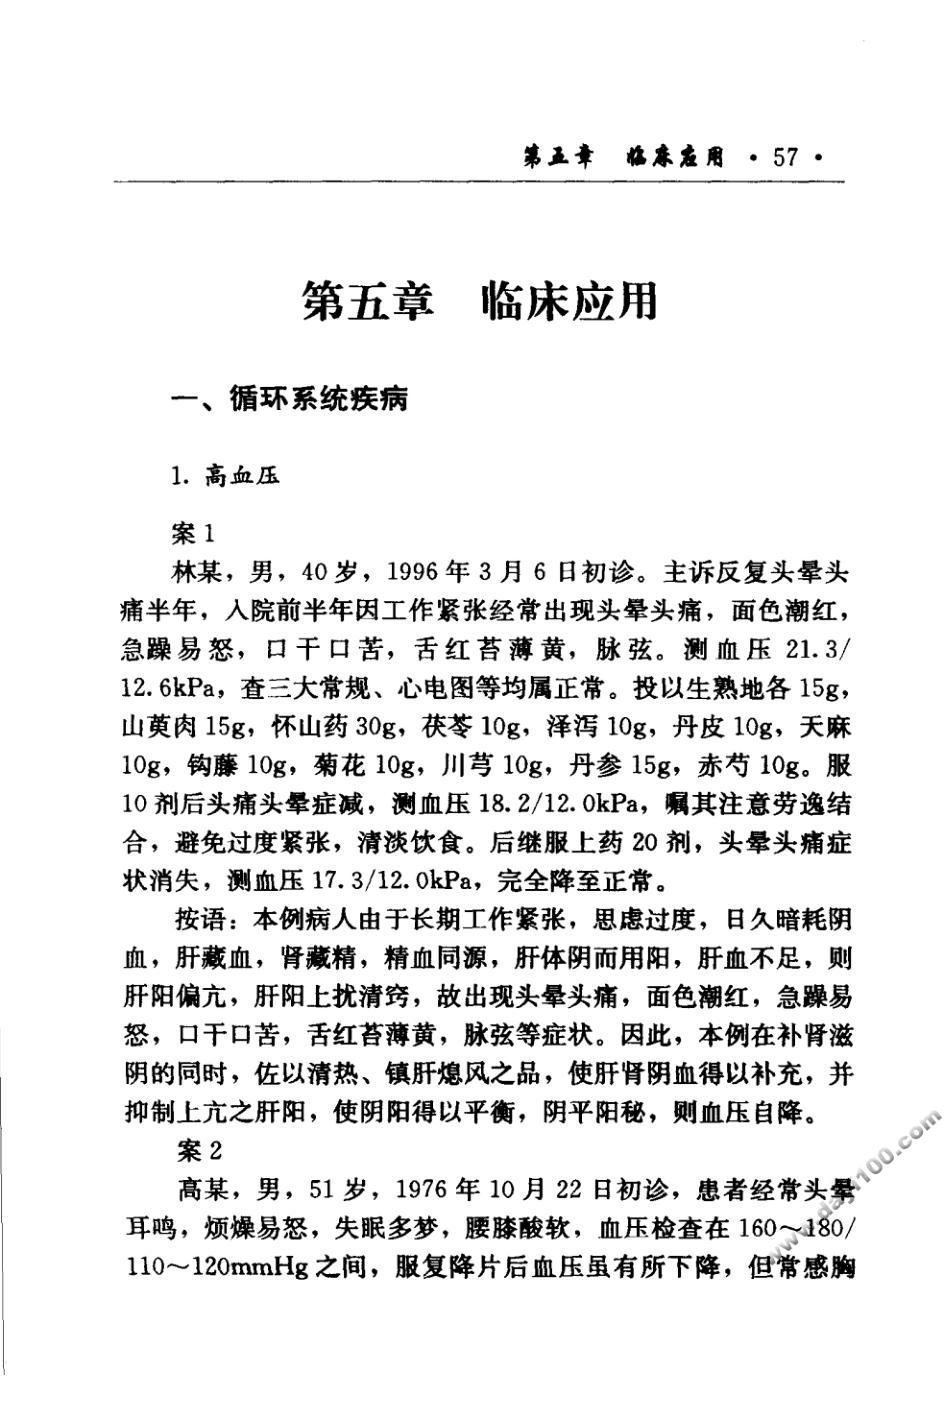 第五章 临床应用 · 57 ·
第五章 临床应用
一、循环系统疾病
1. 高血压
案 1
林某，男，40 岁，1996 年 3 月 6 日初诊。主诉反复头晕头
痛半年，入院前半年因工作紧张经常出现头晕头痛，面色潮红，
急躁易怒，口干口苦，舌红苔薄黄，脉弦。测血压 21.3/
12.6kPa，查三大常规、心电图等均属正常。投以生熟地各 15g，
山萸肉 15g，怀山药 30g，茯苓 10g，泽泻 10g，丹皮 10g，天麻
10g，钩藤 10g，菊花 10g，川芎 10g，丹参 15g，赤芍 10g。服
10 剂后头痛头晕症减，测血压 18.2/12.0kPa，嘱其注意劳逸结
合，避免过度紧张，清淡饮食。后继服上药 20 剂，头晕头痛症
状消失，测血压 17.3/12.0kPa，完全降至正常。
按语：本例病人由于长期工作紧张，思虑过度，日久暗耗阴
血，肝藏血，肾藏精，精血同源，肝体阴而用阳，肝血不足，则
肝阳偏亢，肝阳上扰清窍，故出现头晕头痛，面色潮红，急躁易
怒，口干口苦，舌红苔薄黄，脉弦等症状。因此，本例在补肾滋
阴的同时，佐以清热、镇肝熄风之品，使肝肾阴血得以补充，并
抑制上亢之肝阳，使阴阳得以平衡，阴平阳秘，则血压自降。
案 2
高某，男，51 岁，1976 年 10 月 22 日初诊，患者经常头晕
耳鸣，烦燥易怒，失眠多梦，腰膝酸软，血压检查在 160～180/
110～120mmHg 之间，服复降片后血压虽有所下降，但常感胸
www.daj1100.com